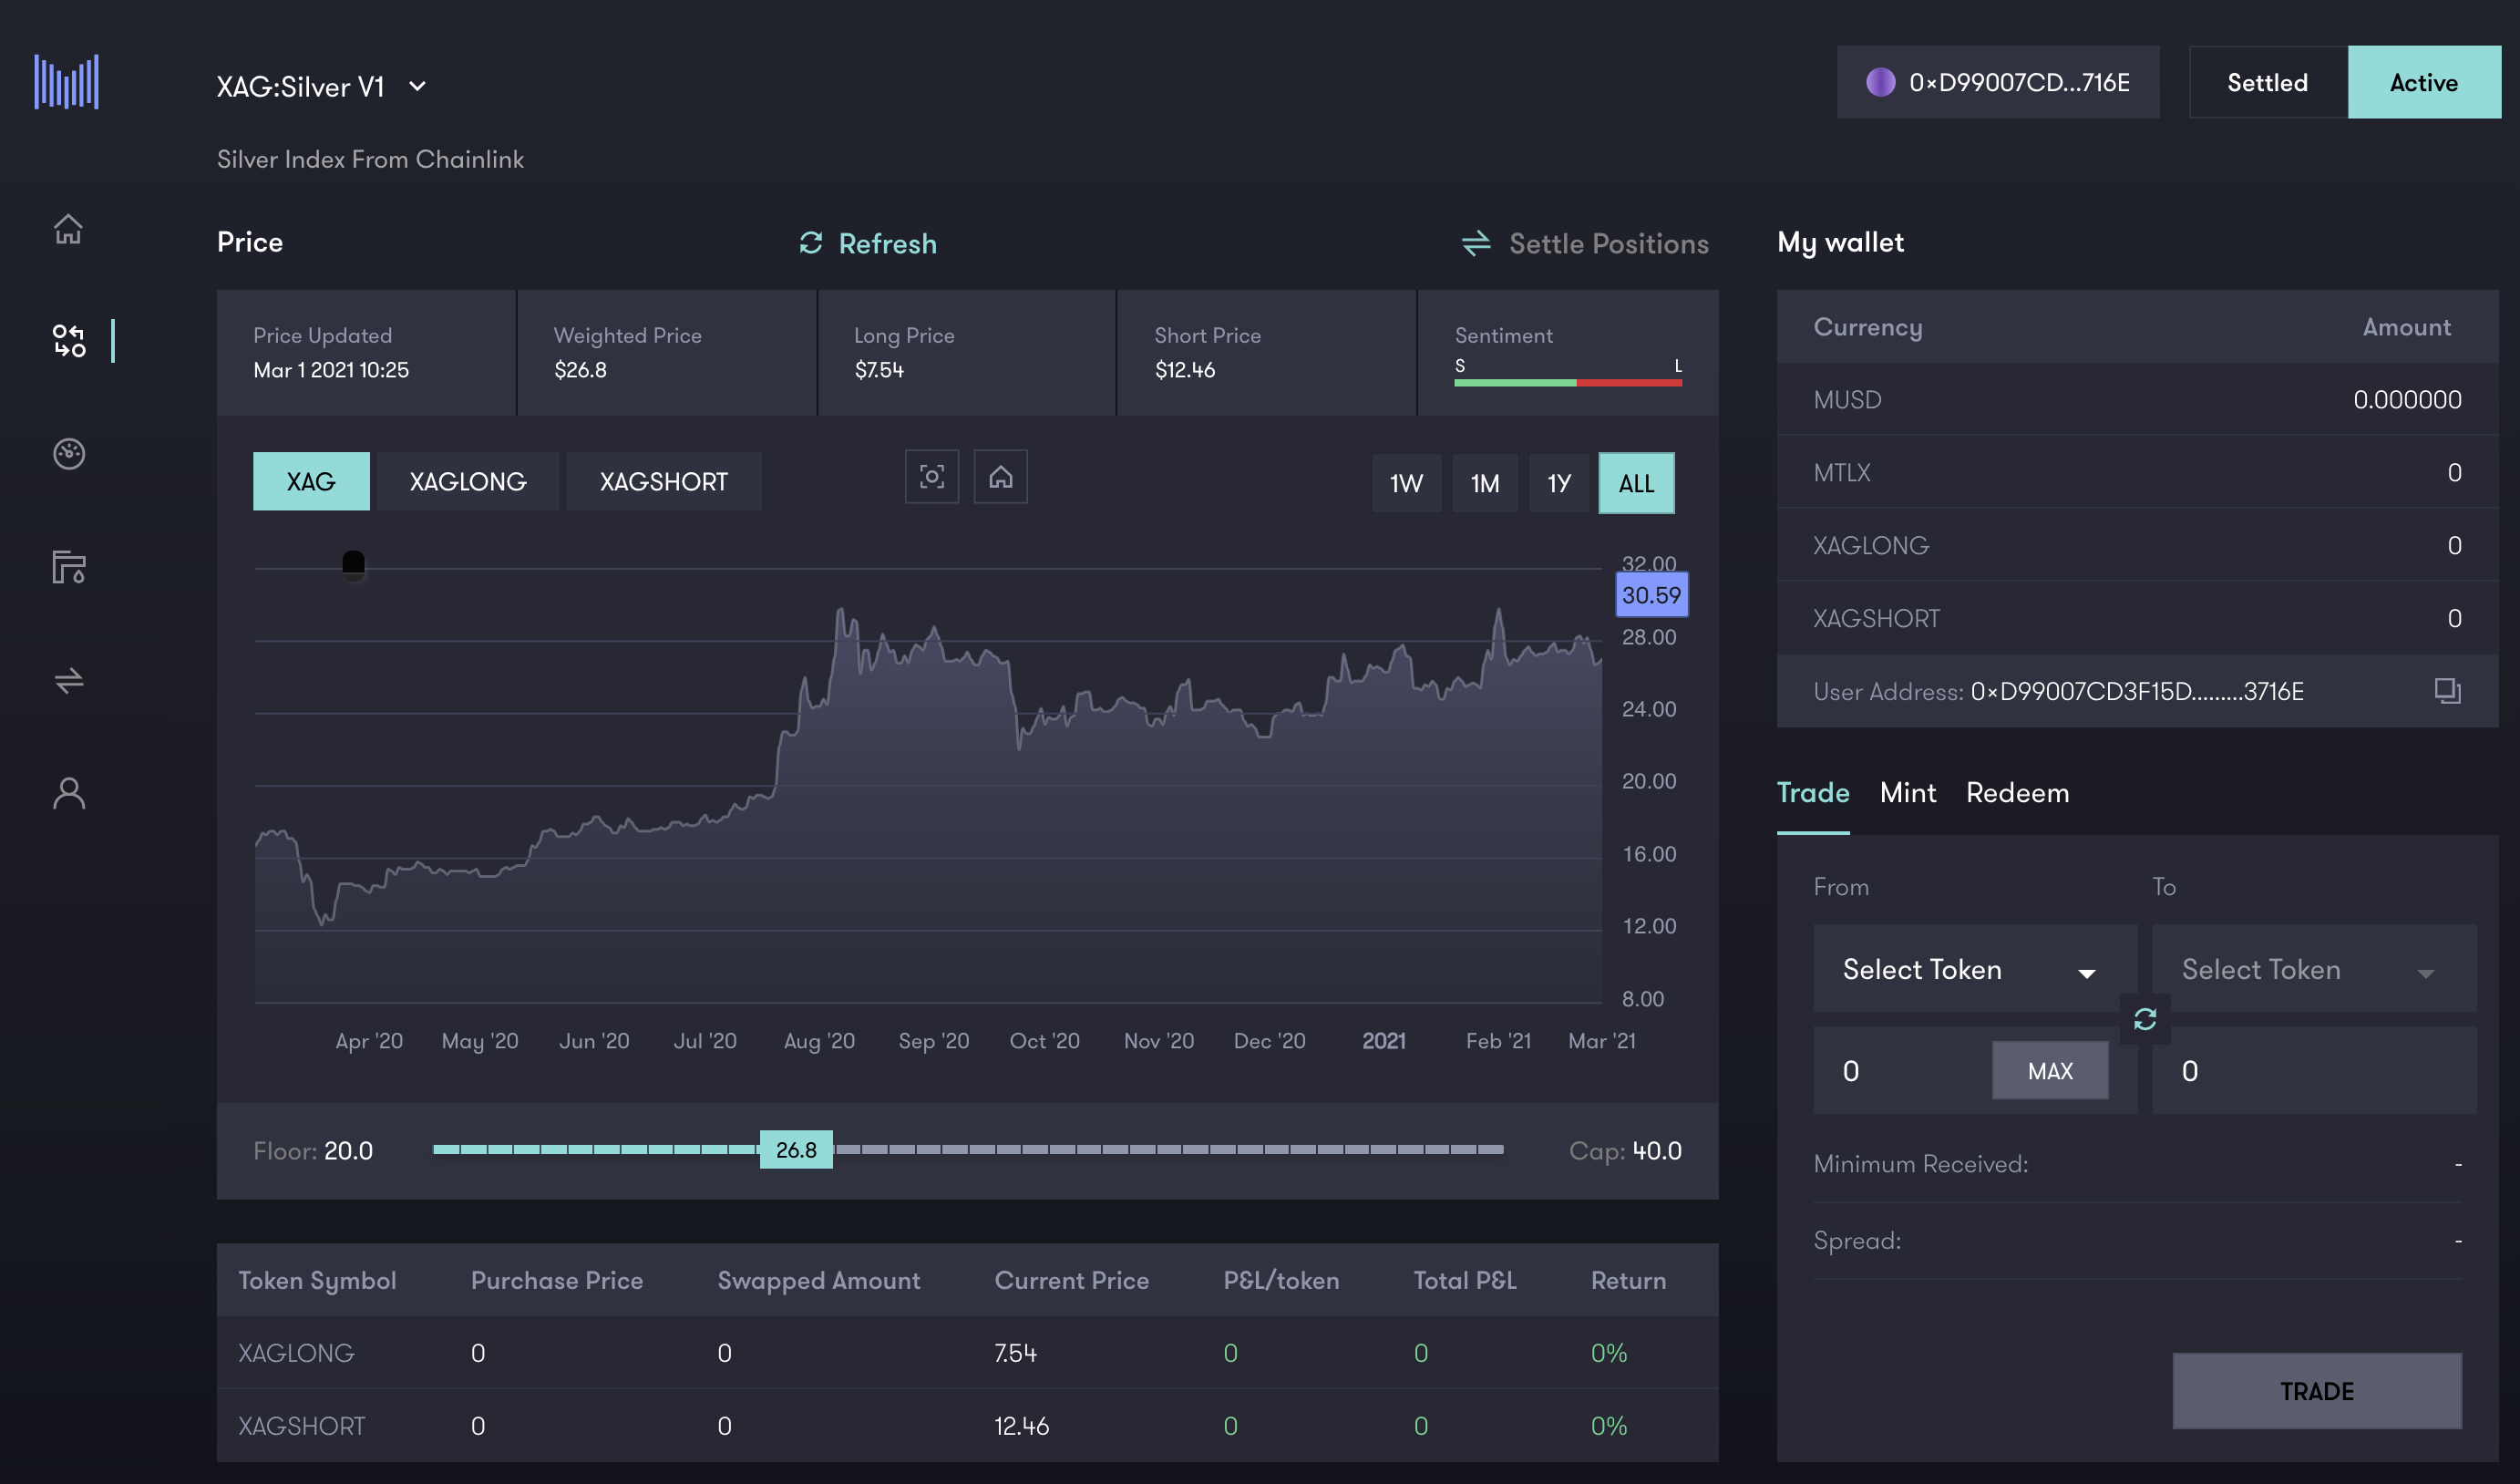 XAG:Silver V1
0×D99007CD...716E
Settled
Active
Silver Index From Chainlink
Price
Refresh
Settle Positions
Price Updated
Mar 1 2021 10:25
Weighted Price
$26.8
Long Price
$7.54
Short Price
$12.46
Sentiment
S L
XAG
XAGLONG
XAGSHORT
1W
1M
1Y
ALL
32.00
30.59
28.00
24.00
20.00
16.00
12.00
8.00
Apr '20 May '20 Jun '20 Jul '20 Aug '20 Sep '20 Oct '20 Nov '20 Dec '20 2021 Feb '21 Mar '21
Floor: 20.0
26.8
Cap: 40.0
Token Symbol Purchase Price Swapped Amount Current Price P&L/token Total P&L Return
XAGLONG 0 0 7.54 0 0 0%
XAGSHORT 0 0 12.46 0 0 0%
My wallet
Currency Amount
MUSD 0.000000
MTLX 0
XAGLONG 0
XAGSHORT 0
User Address: 0×D99007CD3F15D.........3716E
Trade Mint Redeem
From To
Select Token Select Token
0 MAX 0
Minimum Received: -
Spread: -
TRADE